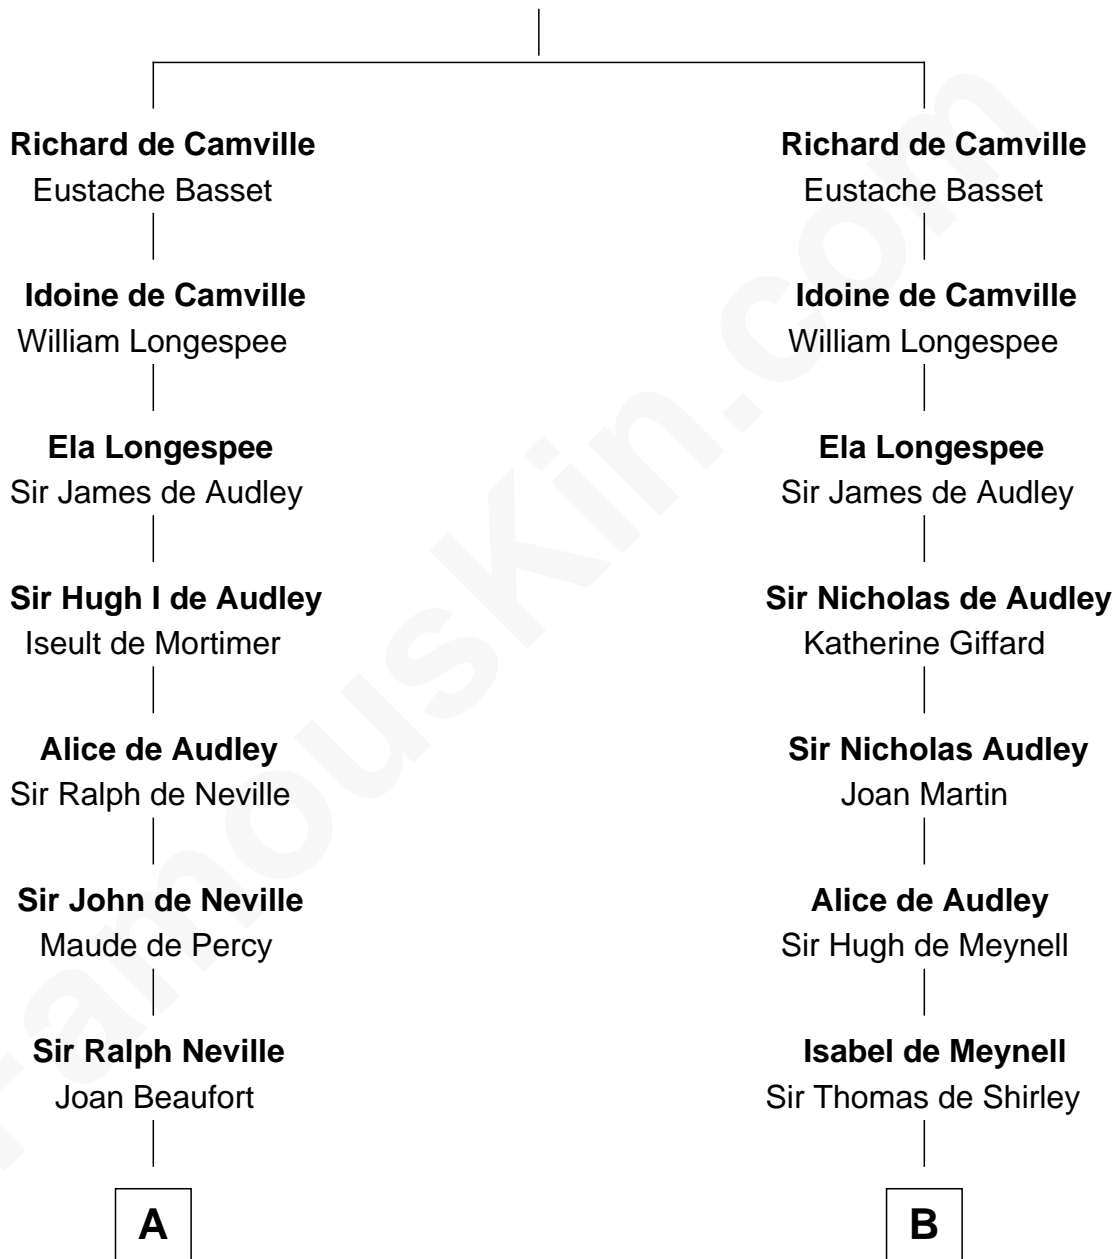 Richard de Camville
Eustache Basset
Idoine de Camville
William Longespee
Ela Longespee
Sir James de Audley
Sir Hugh I de Audley
Iseult de Mortimer
Alice de Audley
Sir Ralph de Neville
Sir John de Neville
Maude de Percy
Sir Ralph Neville
Joan Beaufort
A
Richard de Camville
Eustache Basset
Idoine de Camville
William Longespee
Ela Longespee
Sir James de Audley
Sir Nicholas de Audley
Katherine Giffard
Sir Nicholas Audley
Joan Martin
Alice de Audley
Sir Hugh de Meynell
Isabel de Meynell
Sir Thomas de Shirley
B
FamousKin.com